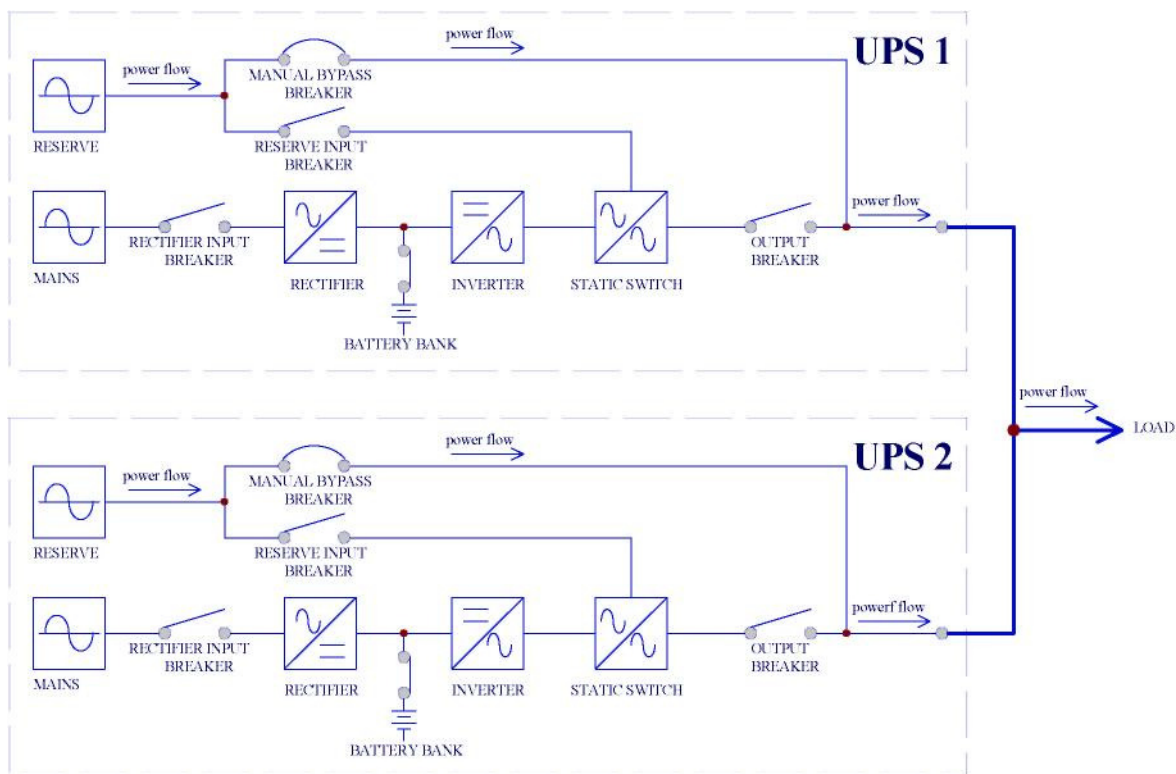 UPS 1
power flow
power flow
MANUAL BYPASS
BREAKER
RESERVE
RESERVE INPUT
BREAKER
power flow
RECTIFIER INPUT
BREAKER
OUTPUT
BREAKER
MAINS
RECTIFIER
INVERTER
STATIC SWITCH
BATTERY BANK
power flow
LOAD
UPS 2
power flow
power flow
MANUAL BYPASS
BREAKER
RESERVE
RESERVE INPUT
BREAKER
powerf flow
RECTIFIER INPUT
BREAKER
OUTPUT
BREAKER
MAINS
RECTIFIER
INVERTER
STATIC SWITCH
BATTERY BANK